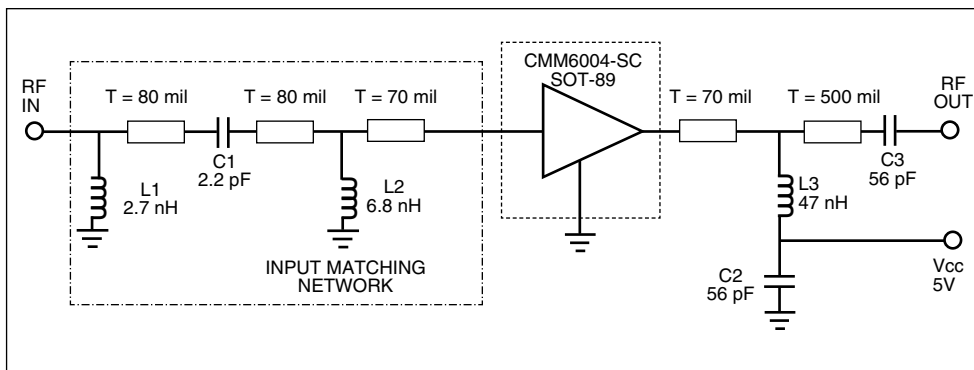 CMM6004-SC
SOT-89
RF
IN
T = 80 mil
T = 80 mil
T = 70 mil
T = 70 mil
T = 500 mil
RF
OUT
C1
2.2 pF
C3
56 pF
L1
2.7 nH
L2
6.8 nH
L3
47 nH
INPUT MATCHING
NETWORK
C2
56 pF
Vcc
5V